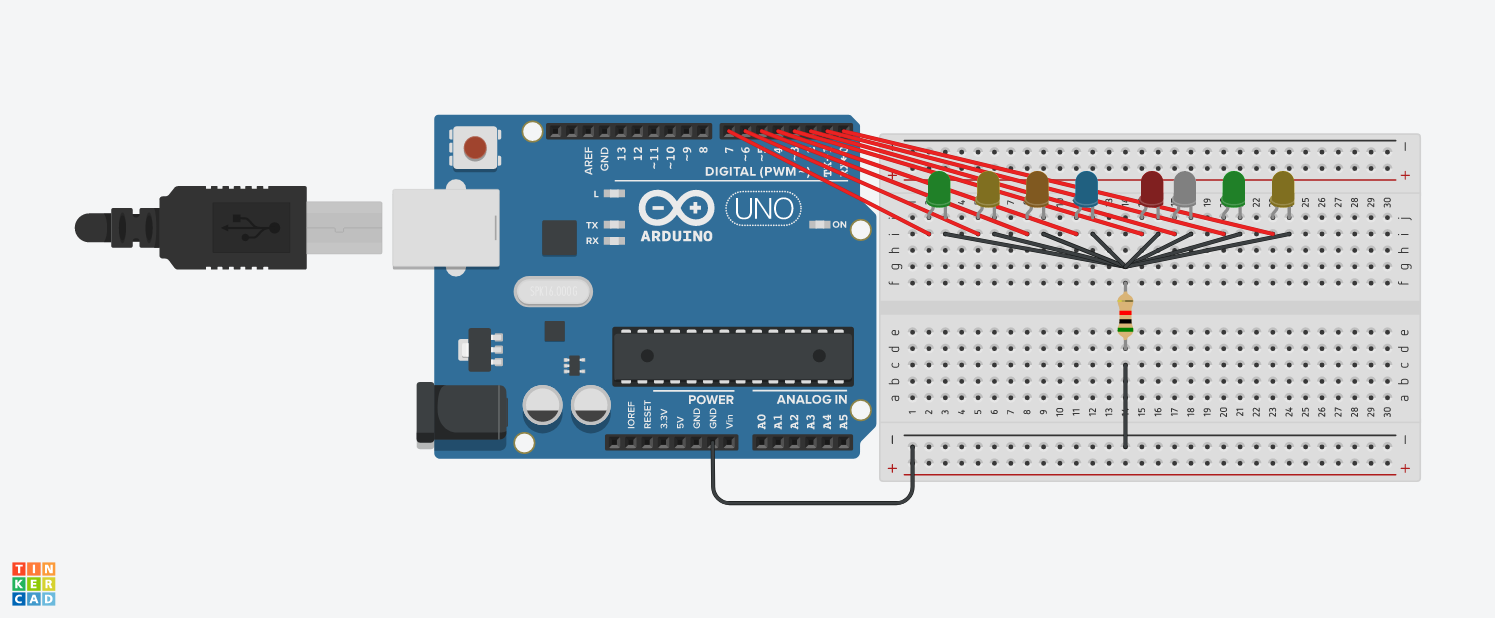 AREF
GND
13
12
~11
~10
~9
8
7
~6
~5
4
~3
DIGITAL (PWM~)
L
TX
RX
UNO
ARDUINO
ON
POWER
ANALOG IN
IOREF
RESET
3.3V
5V
GND
GND
Vin
A0
A1
A2
A3
A4
A5
− −
+ +
j
i i
h h
g g
f f
e e
d d
c c
b b
a a
1 2 3 4 5 6 7 8 9 10 11 12 13 14 15 16 17 18 19 20 21 22 23 24 25 26 27 28 29 30
− −
+ +
TIN
KER
CAD